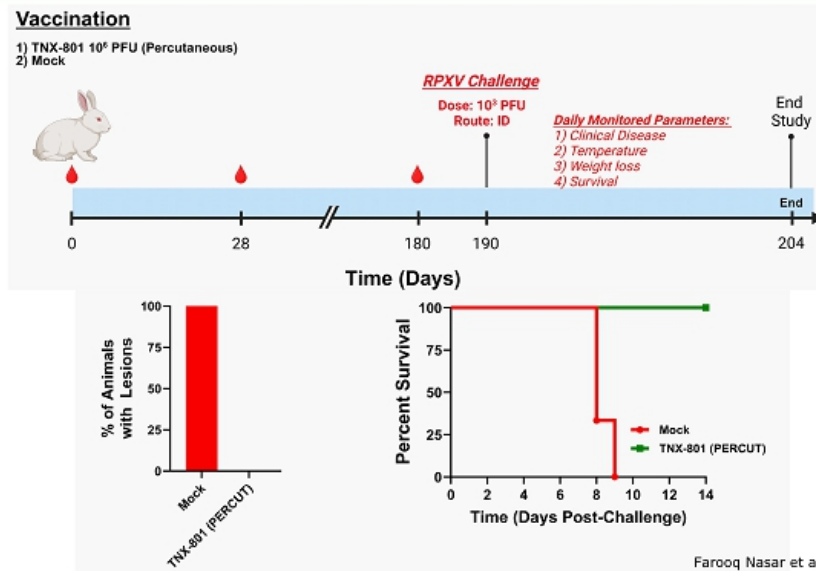 Vaccination
1) TNX-801 10⁶ PFU (Percutaneous)
2) Mock
RPXV Challenge
Dose: 10³ PFU
Route: ID
Daily Monitored Parameters:
1) Clinical Disease
2) Temperature
3) Weight loss
4) Survival
End
Study
End
0 28 180 190 204
Time (Days)
% of Animals
with Lesions
100
75
50
25
0
Mock
TNX-801 (PERCUT)
Percent Survival
100
75
50
25
0
0 2 4 6 8 10 12 14
Time (Days Post-Challenge)
Mock
TNX-801 (PERCUT)
Farooq Nasar et a